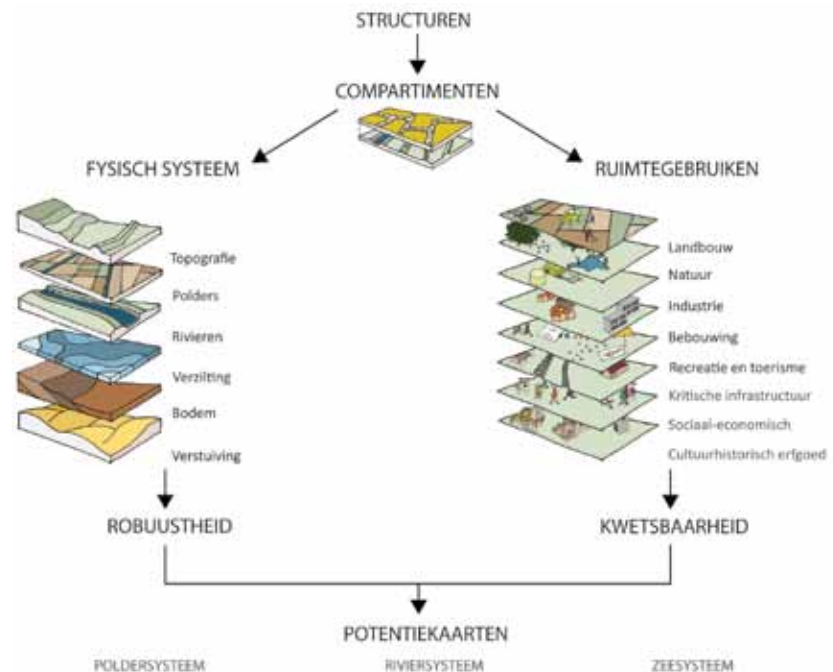 STRUCTUREN
COMPARTIMENTEN
FYSISCH SYSTEEM
RUIMTEGEBRUIKEN
Topografie
Polders
Rivieren
Verzilting
Bodem
Verstuiving
Landbouw
Natuur
Industrie
Bebouwing
Recreatie en toerisme
Kritische infrastructuur
Sociaal-economisch
Cultuurhistorisch erfgoed
ROBUUSTHEID
KWETSBAARHEID
POTENTIEKAARTEN
POLDERSYSTEEM
RIVIERSYSTEEM
ZEESYSTEEM